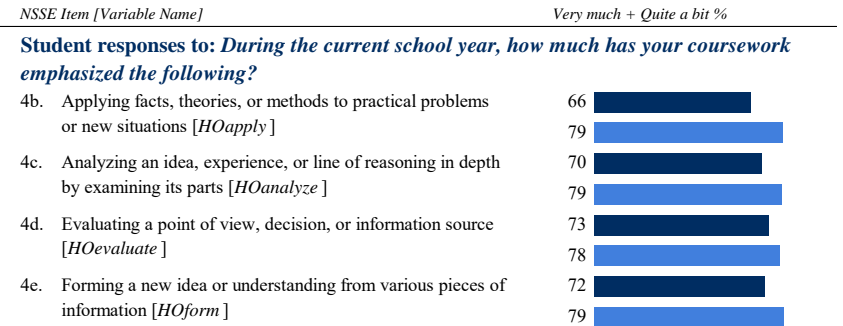 NSSE Item [Variable Name] Very much + Quite a bit %
Student responses to: During the current school year, how much has your coursework
emphasized the following?
4b. Applying facts, theories, or methods to practical problems 66
or new situations [HOapply ] 79
4c. Analyzing an idea, experience, or line of reasoning in depth 70
by examining its parts [HOanalyze ] 79
4d. Evaluating a point of view, decision, or information source 73
[HOevaluate ] 78
4e. Forming a new idea or understanding from various pieces of 72
information [HOform ] 79